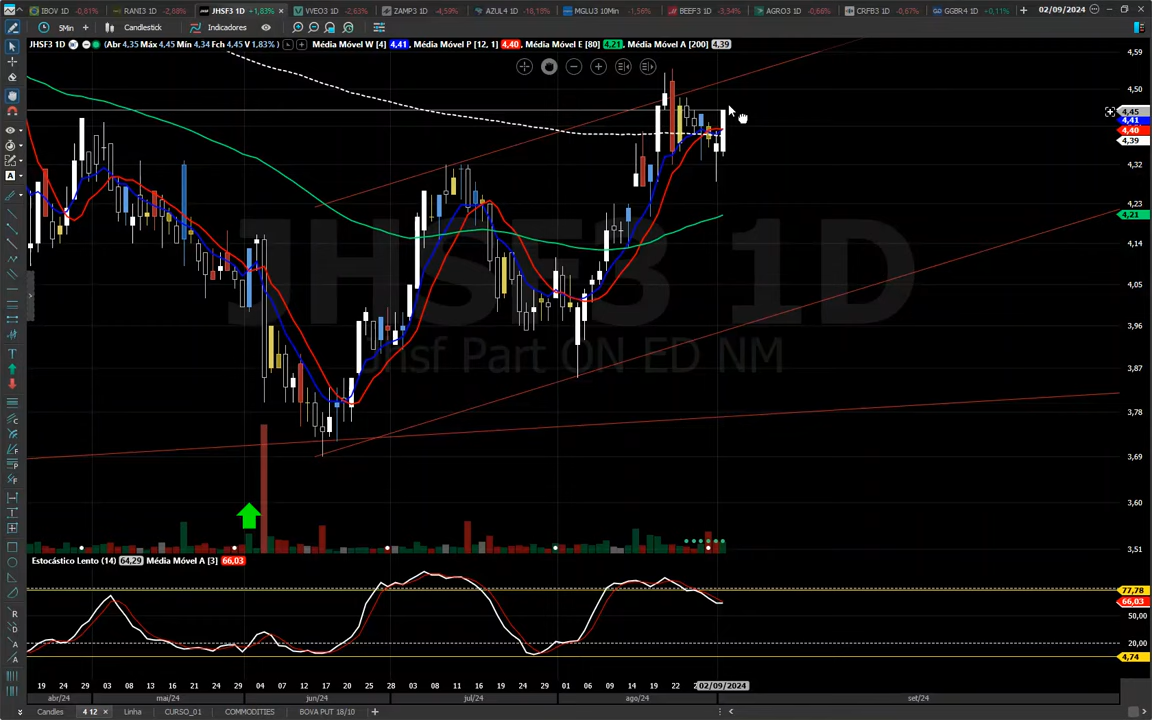 IBOV 1D -0,81%
RANI3 1D -2,88%
JHSF3 1D +1,83% ×
VVEO3 1D -2,63%
ZAMP3 1D -4,59%
AZUL4 1D -18,19%
MGLU3 10Min -1,56%
BEEF3 1D -3,34%
AGRO3 1D -0,66%
CRFB3 1D -0,67%
GGBR4 1D +0,11%
02/09/2024
5Min
Candlestick
Indicadores
JHSF3 1D (Abr 4,35 Máx 4,45 Mín 4,34 Fch 4,45 V 1,83%) Média Móvel W [4] 4,41, Média Móvel P [12, 1] 4,40, Média Móvel E [80] 4,21, Média Móvel A [200] 4,39
4,59
4,50
4,45
4,41
4,40
4,39
4,32
4,23
4,21
4,14
4,05
3,96
3,87
3,78
3,69
3,60
3,51
JHSF3 1D
Jhsf Part ON ED NM
Estocástico Lento (14) 64,29 Média Móvel A [3] 66,03
77,78
66,03
50,00
20,00
4,74
19 24 29 03 08 13 16 21 24 29 04 07 12 17 20 25 28 03 08 11 16 19 24 29 01 06 09 14 19 22 02/09/2024
abr/24 mai/24 jun/24 jul/24 ago/24 set/24
Candles 4 12 × Linha CURSO_01 COMMODITIES BOVA PUT 18/10